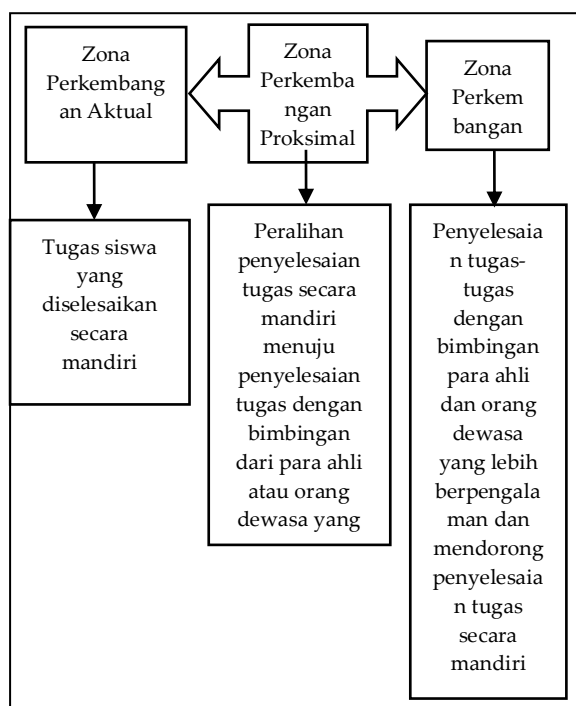 Zona
Perkembang
an Aktual
Zona
Perkemba
ngan
Proksimal
Zona
Perkem
bangan
Tugas siswa
yang
diselesaikan
secara
mandiri
Peralihan
penyelesaian
tugas secara
mandiri
menuju
penyelesaian
tugas dengan
bimbingan
dari para ahli
atau orang
dewasa yang
Penyelesaia
n tugas-
tugas
dengan
bimbingan
para ahli
dan orang
dewasa
yang lebih
berpengala
man dan
mendorong
penyelesaia
n tugas
secara
mandiri